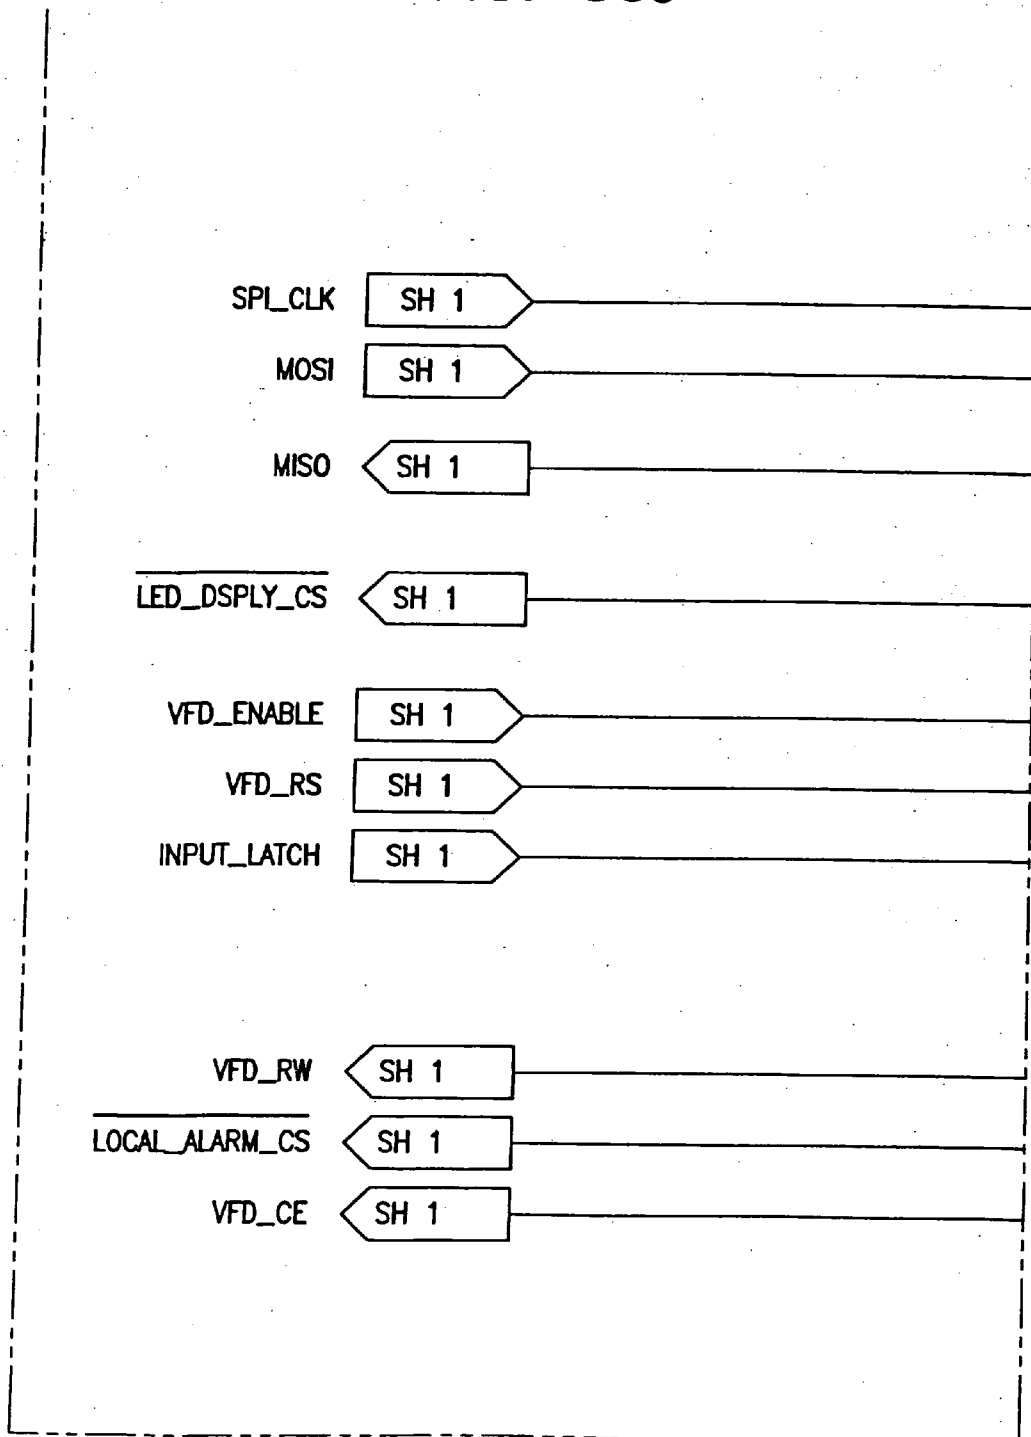 SPI_CLK SH 1
MOSI SH 1
MISO SH 1
LED_DSPLY_CS SH 1
VFD_ENABLE SH 1
VFD_RS SH 1
INPUT_LATCH SH 1
VFD_RW SH 1
LOCAL_ALARM_CS SH 1
VFD_CE SH 1